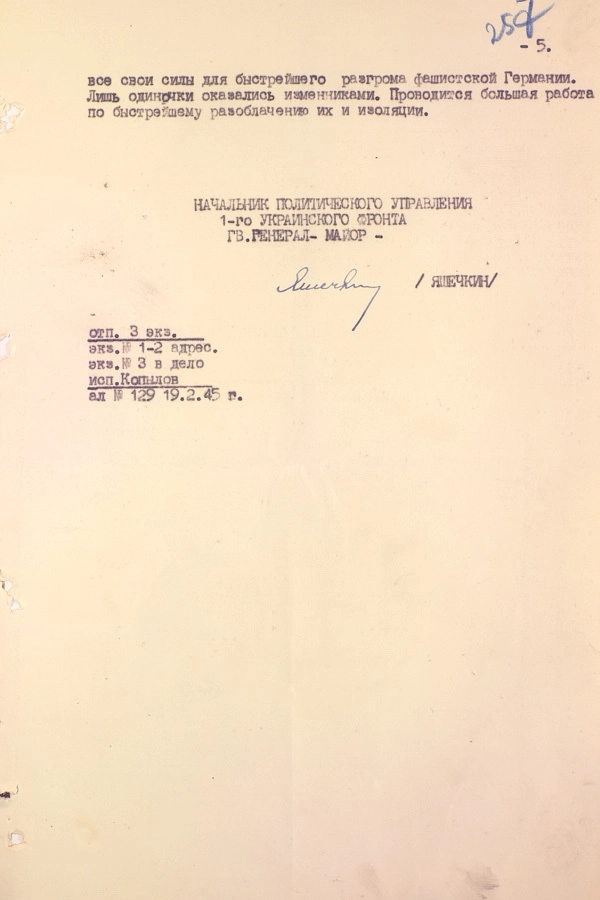 257
- 5.
все свои силы для быстрейшего разгрома фашистской Германии.
Лишь одиночки оказались изменчиками. Проводится большая работа
по быстрейшему разоблачению их и изоляции.
НАЧАЛЬНИК ПОЛИТИЧЕСКОГО УПРАВЛЕНИЯ
1-го УКРАИНСКОГО ФРОНТА
ГВ.ГЕНЕРАЛ- МАЙОР -
Яшечкин
/ ЯШЕЧКИН/
отп. 3 экз.
экз.№ 1-2 адрес.
экз.№ 3 в дело
исп.Копылов
ал № 129 19.2.45 г.